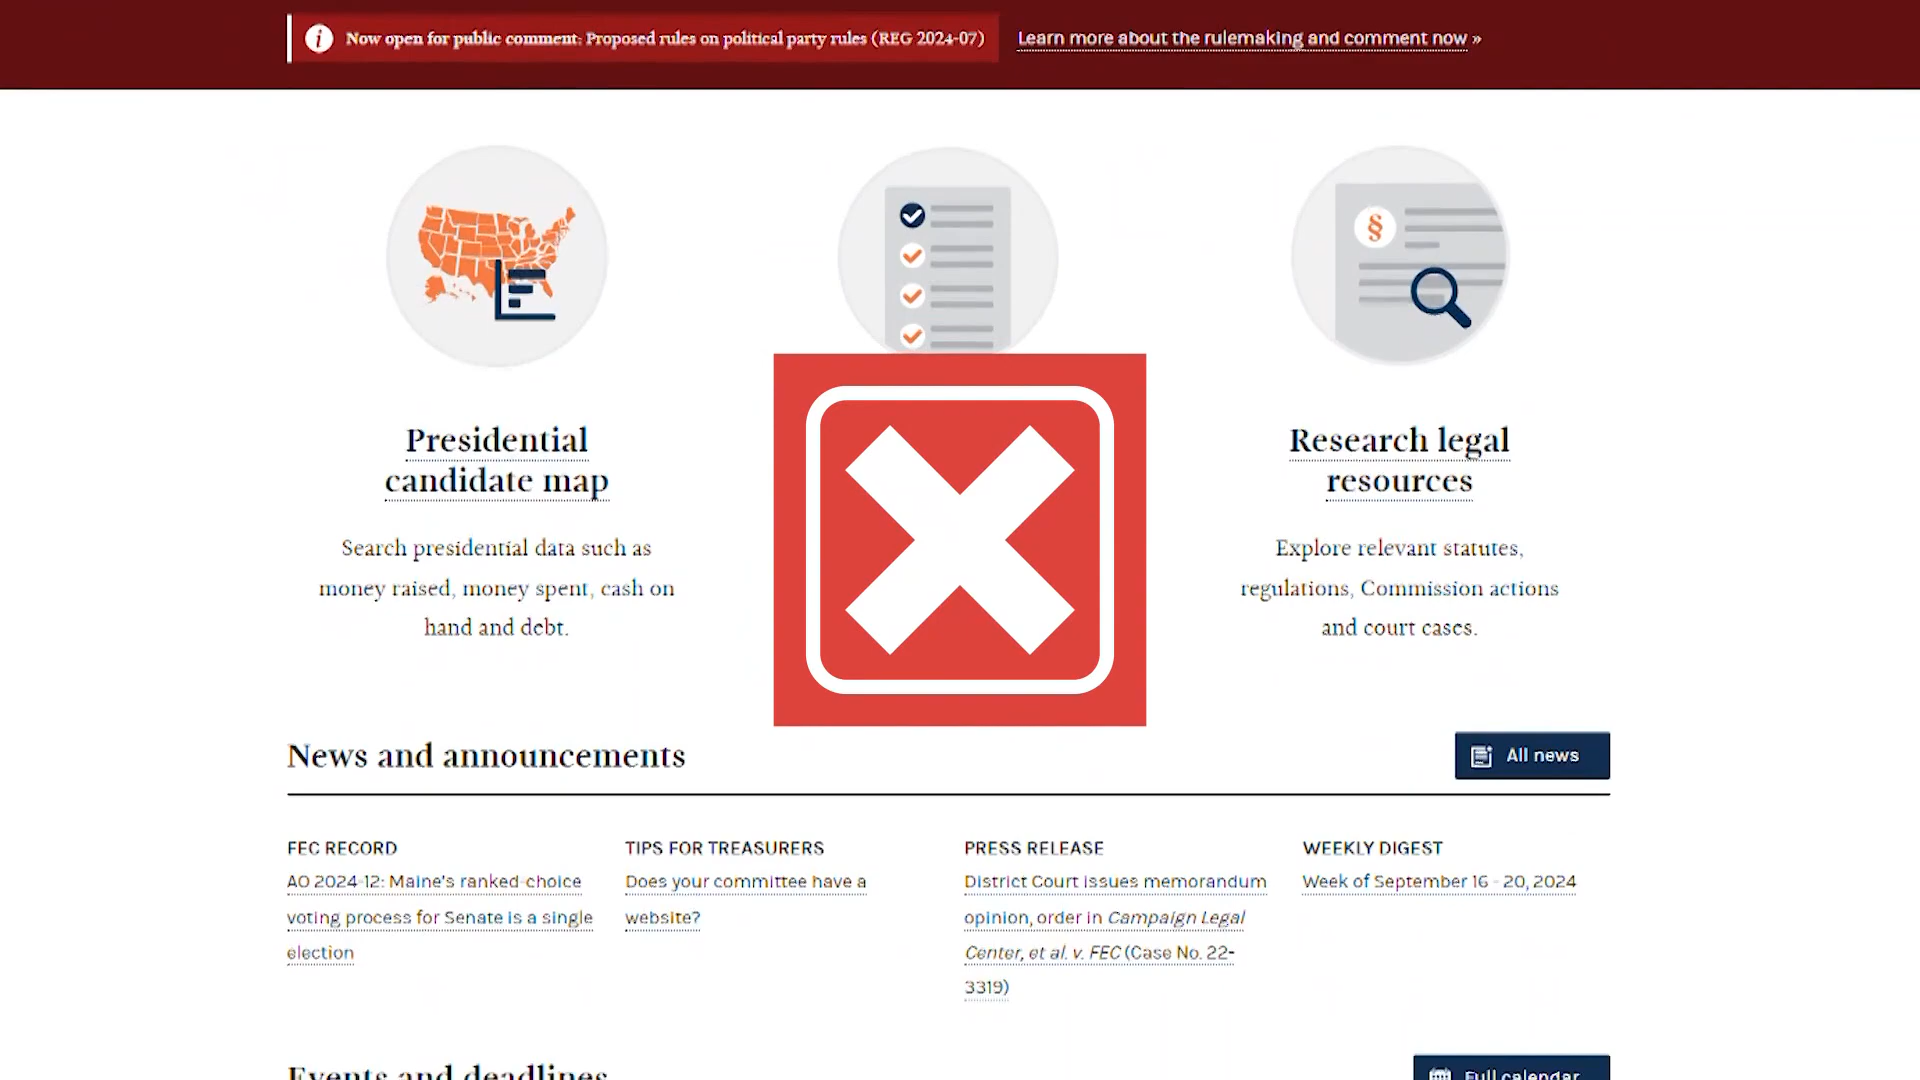 Now open for public comment: Proposed rules on political party rules (REG 2024-07)
Learn more about the rulemaking and comment now »
§
Presidential
candidate map
Search presidential data such as
money raised, money spent, cash on
hand and debt.
Research legal
resources
Explore relevant statutes,
regulations, Commission actions
and court cases.
News and announcements
All news
FEC RECORD
AO 2024-12: Maine's ranked-choice
voting process for Senate is a single
election
TIPS FOR TREASURERS
Does your committee have a
website?
PRESS RELEASE
District Court issues memorandum
opinion, order in Campaign Legal
Center, et al. v. FEC (Case No. 22-
3319)
WEEKLY DIGEST
Week of September 16 - 20, 2024
Events and deadlines
Full calendar